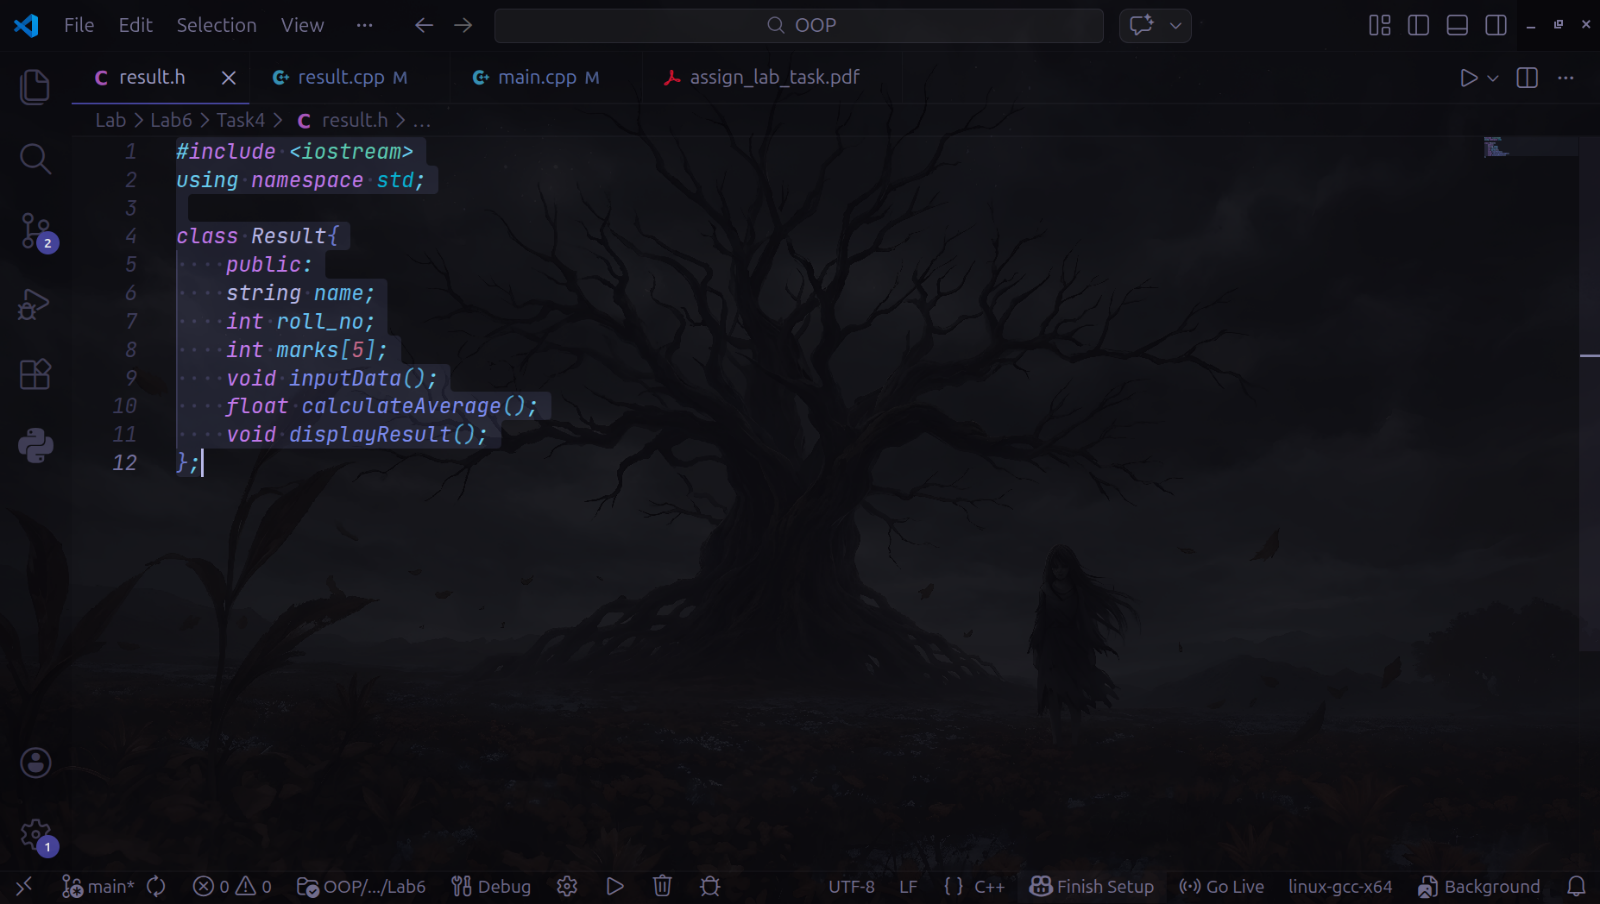 File Edit Selection View ··· OOP
result.h result.cpp M main.cpp M assign_lab_task.pdf
Lab > Lab6 > Task4 > C result.h > ...
1 #include <iostream>
2 using namespace std;
3
4 class Result{
5 public:
6 string name;
7 int roll_no;
8 int marks[5];
9 void inputData();
10 float calculateAverage();
11 void displayResult();
12 };
2
1
main* 0 0 OOP/.../Lab6 Debug UTF-8 LF { } C++ Finish Setup Go Live linux-gcc-x64 Background